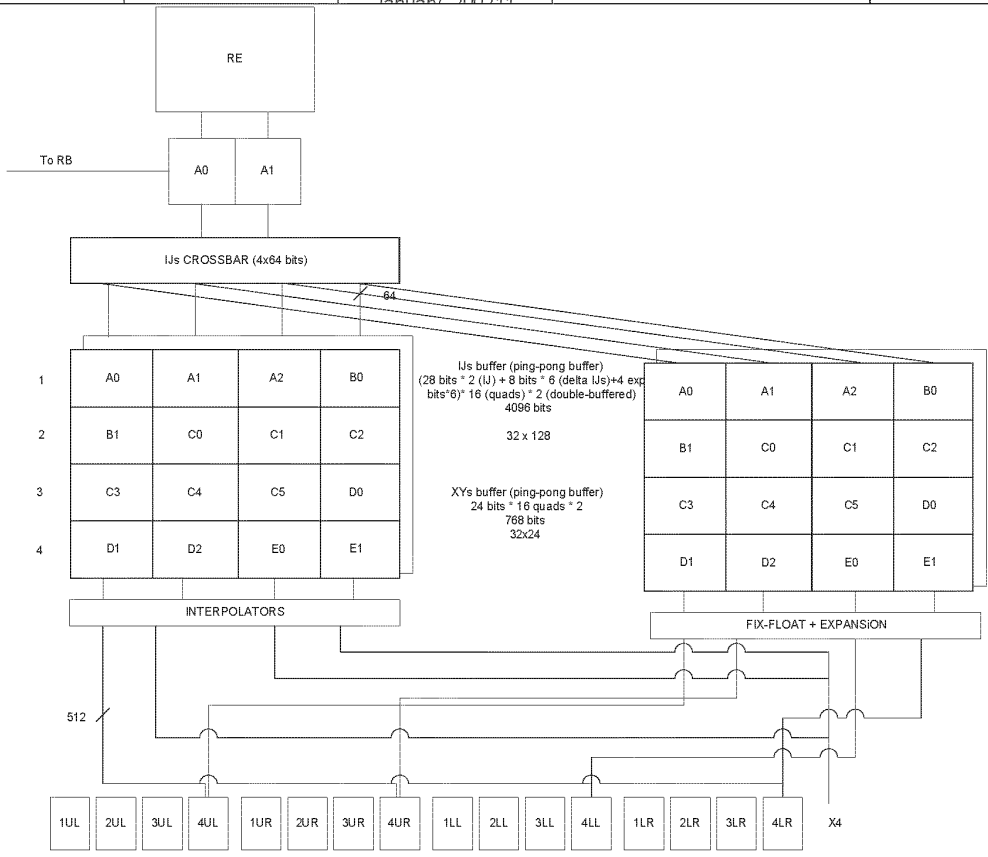 RE
To RB
A0 A1
IJs CROSSBAR (4x64 bits)
64
1 A0 A1 A2 B0
2 B1 C0 C1 C2
3 C3 C4 C5 D0
4 D1 D2 E0 E1
IJs buffer (ping-pong buffer)
(28 bits * 2 (IJ) + 8 bits * 6 (delta IJs)+4 exp
bits*6)* 16 (quads) * 2 (double-buffered)
4096 bits
32 x 128
XYs buffer (ping-pong buffer)
24 bits * 16 quads * 2
768 bits
32x24
A0 A1 A2 B0
B1 C0 C1 C2
C3 C4 C5 D0
D1 D2 E0 E1
INTERPOLATORS
FIX-FLOAT + EXPANSiON
512
1UL 2UL 3UL 4UL 1UR 2UR 3UR 4UR 1LL 2LL 3LL 4LL 1LR 2LR 3LR 4LR X4